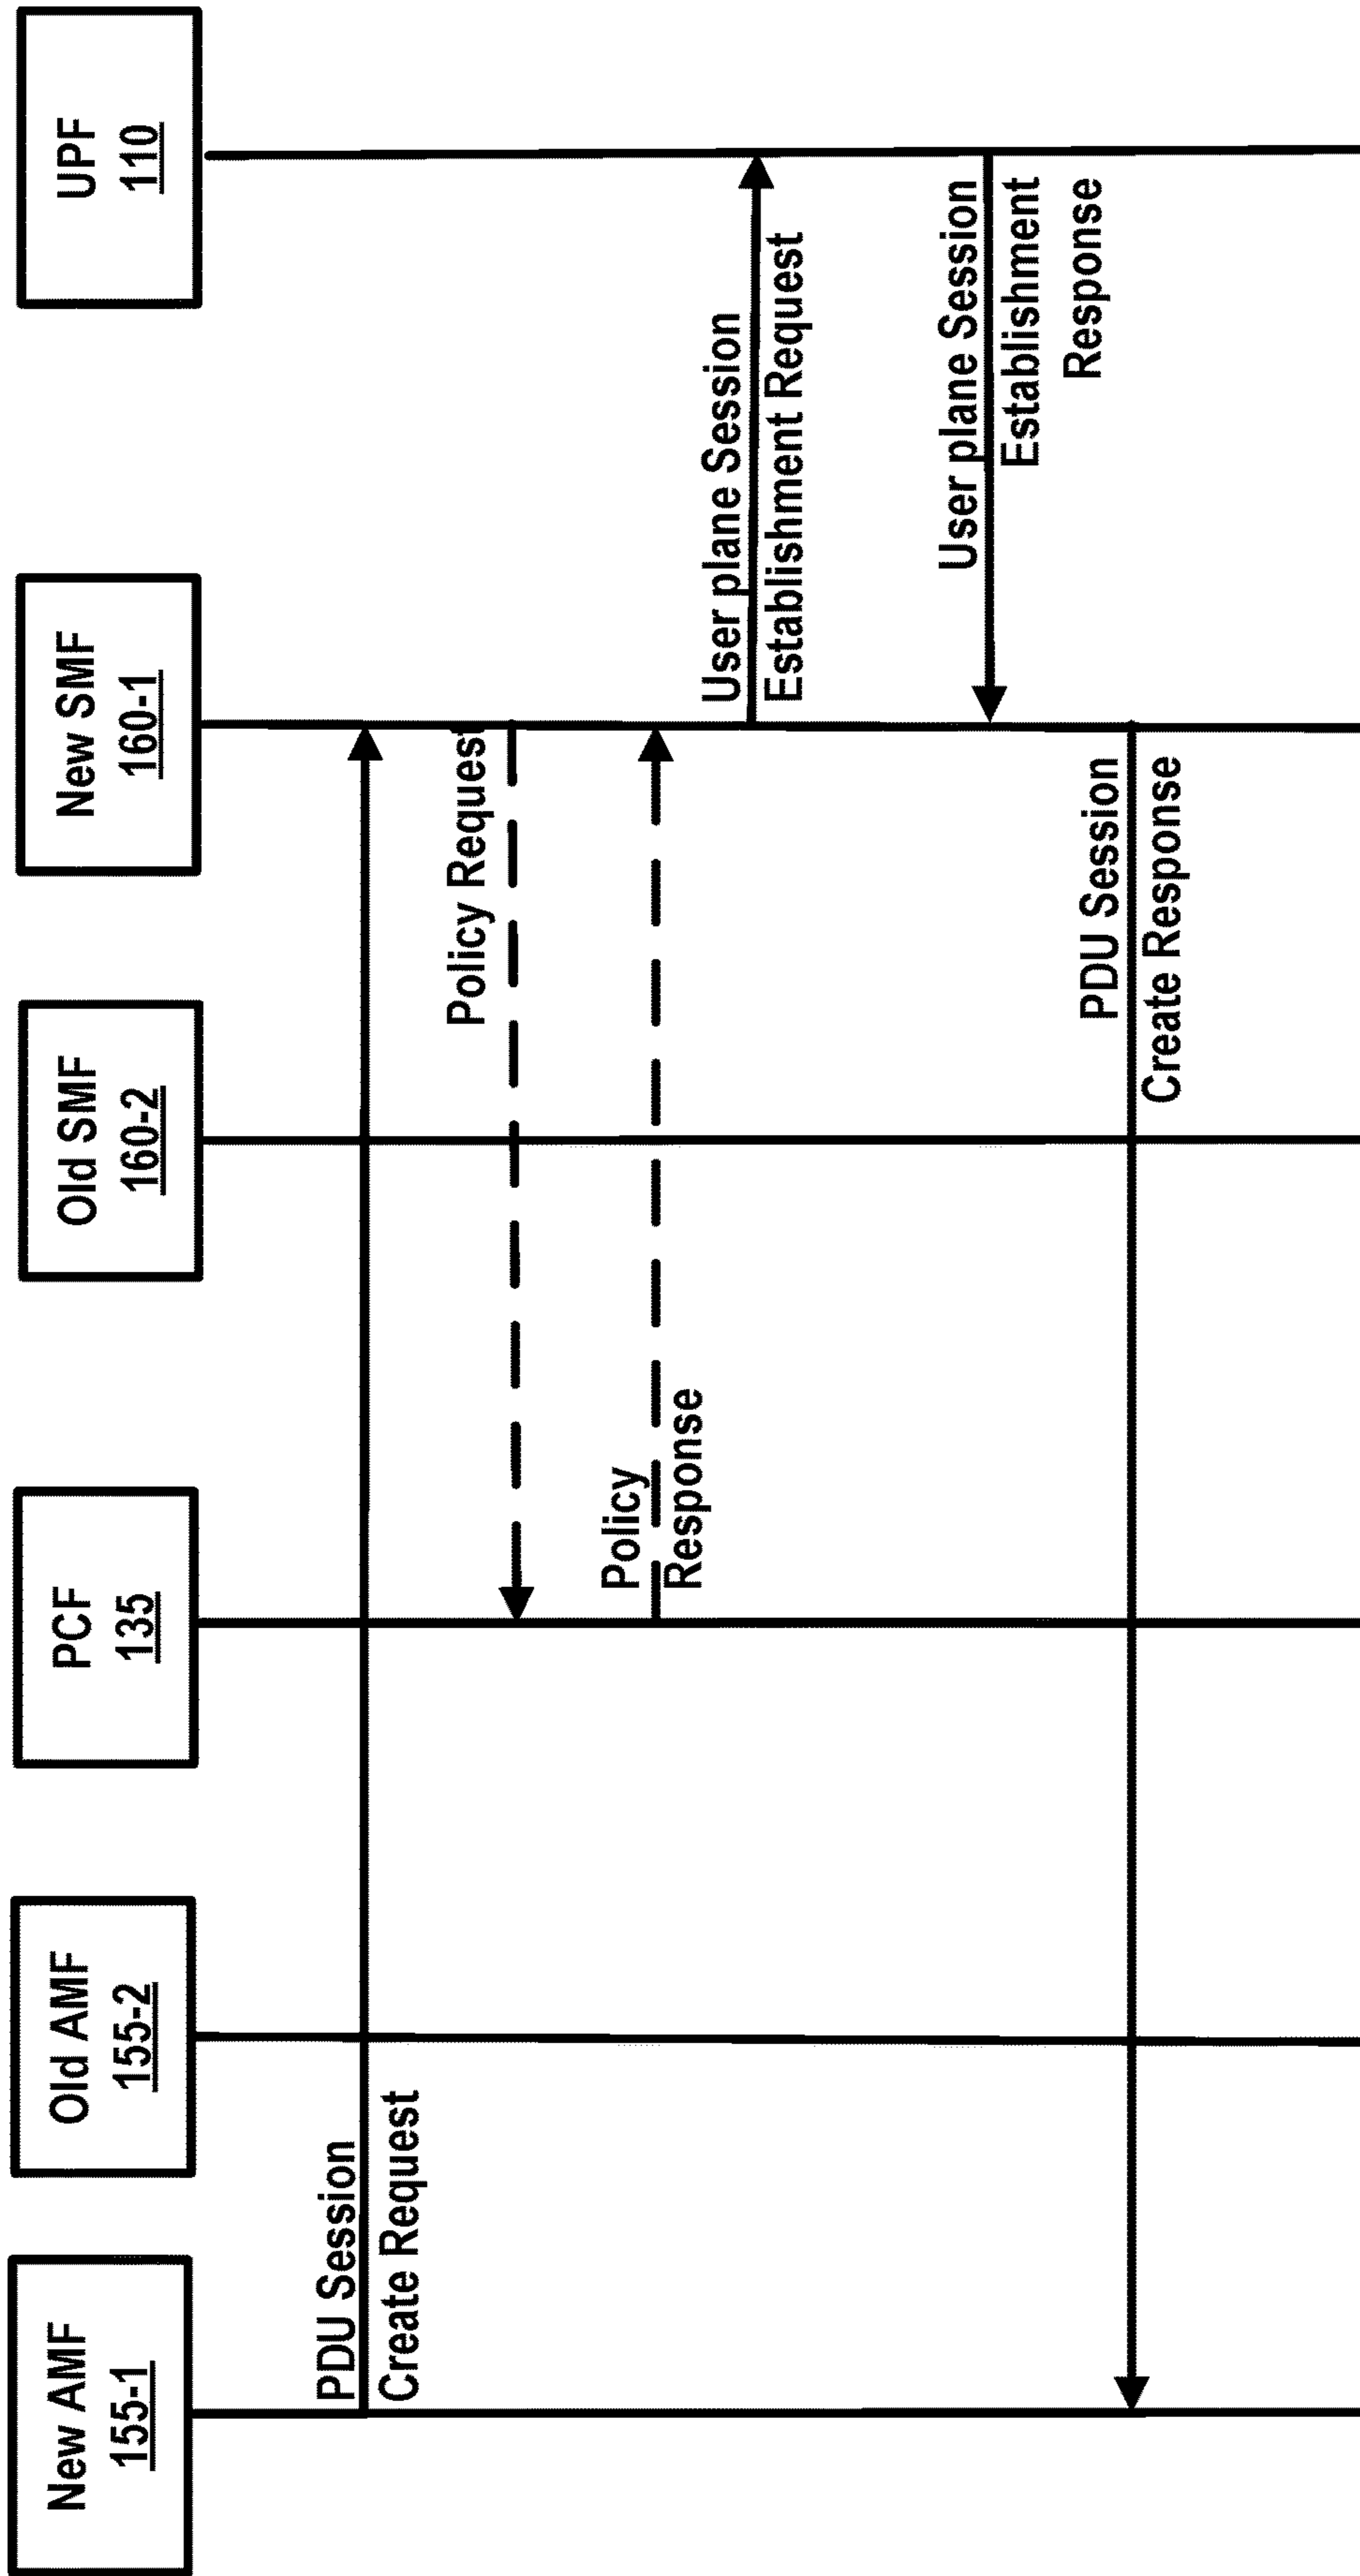 New AMF
155-1
Old AMF
155-2
PCF
135
Old SMF
160-2
New SMF
160-1
UPF
110
PDU Session
Create Request
Policy Request
Policy
Response
User plane Session
Establishment Request
User plane Session
Establishment
Response
PDU Session
Create Response